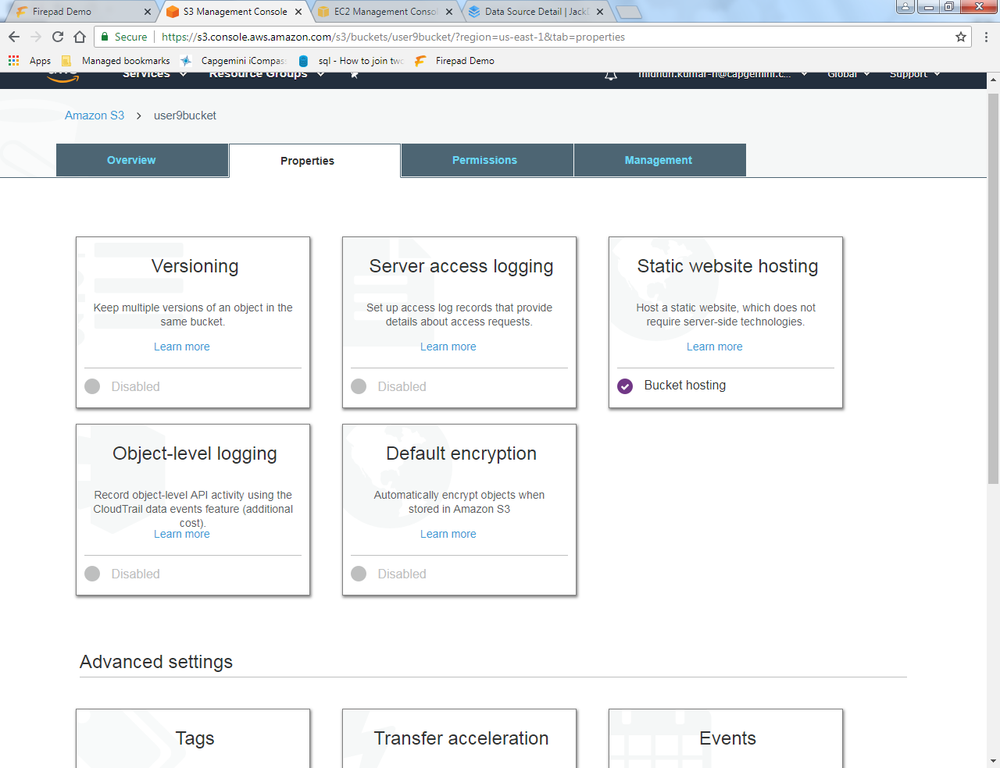 Firepad Demo
S3 Management Console
EC2 Management Consol
Data Source Detail | Jack
Secure
https://s3.console.aws.amazon.com/s3/buckets/user9bucket/?region=us-east-1&tab=properties
Apps
Managed bookmarks
Capgemini iCompass
sql - How to join two
Firepad Demo
Services
Resource Groups
midhun.kumar-n@capgemini.c...
Global
Support
Amazon S3 > user9bucket
Overview
Properties
Permissions
Management
Versioning
Keep multiple versions of an object in the
same bucket.
Learn more
Disabled
Server access logging
Set up access log records that provide
details about access requests.
Learn more
Disabled
Static website hosting
Host a static website, which does not
require server-side technologies.
Learn more
Bucket hosting
Object-level logging
Record object-level API activity using the
CloudTrail data events feature (additional
cost).
Learn more
Disabled
Default encryption
Automatically encrypt objects when
stored in Amazon S3
Learn more
Disabled
Advanced settings
Tags
Transfer acceleration
Events